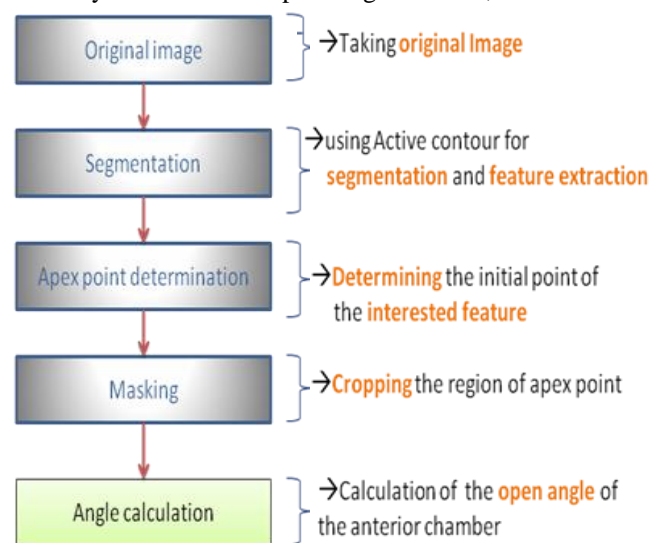 Original image
→Taking original Image
Segmentation
→using Active contour for
segmentation and feature extraction
Apex point determination
→Determining the initial point of
the interested feature
Masking
→Cropping the region of apex point
Angle calculation
→Calculation of the open angle of
the anterior chamber